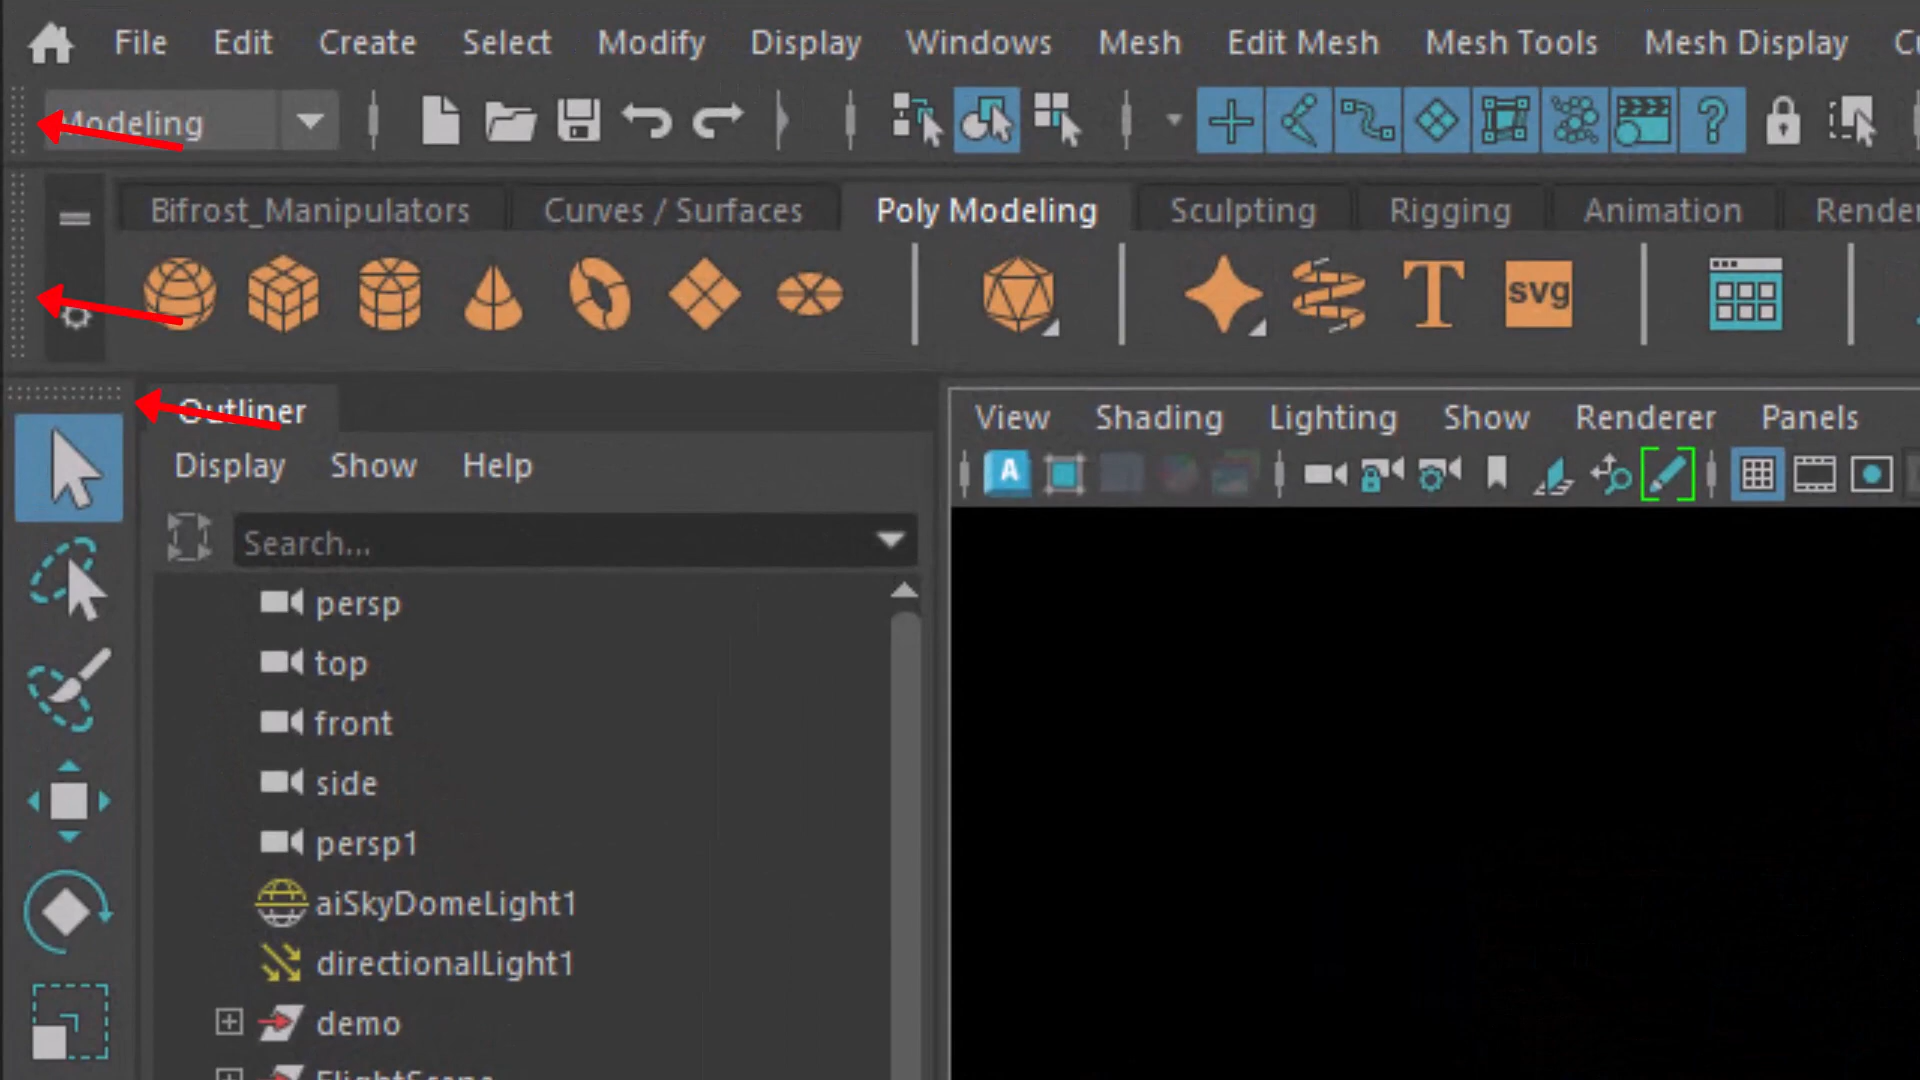 File Edit Create Select Modify Display Windows Mesh Edit Mesh Mesh Tools Mesh Display
Modeling
Bifrost_Manipulators Curves / Surfaces Poly Modeling Sculpting Rigging Animation
T svg
Outliner
View Shading Lighting Show Renderer Panels
Display Show Help
A
Search...
persp
top
front
side
persp1
aiSkyDomeLight1
directionalLight1
demo